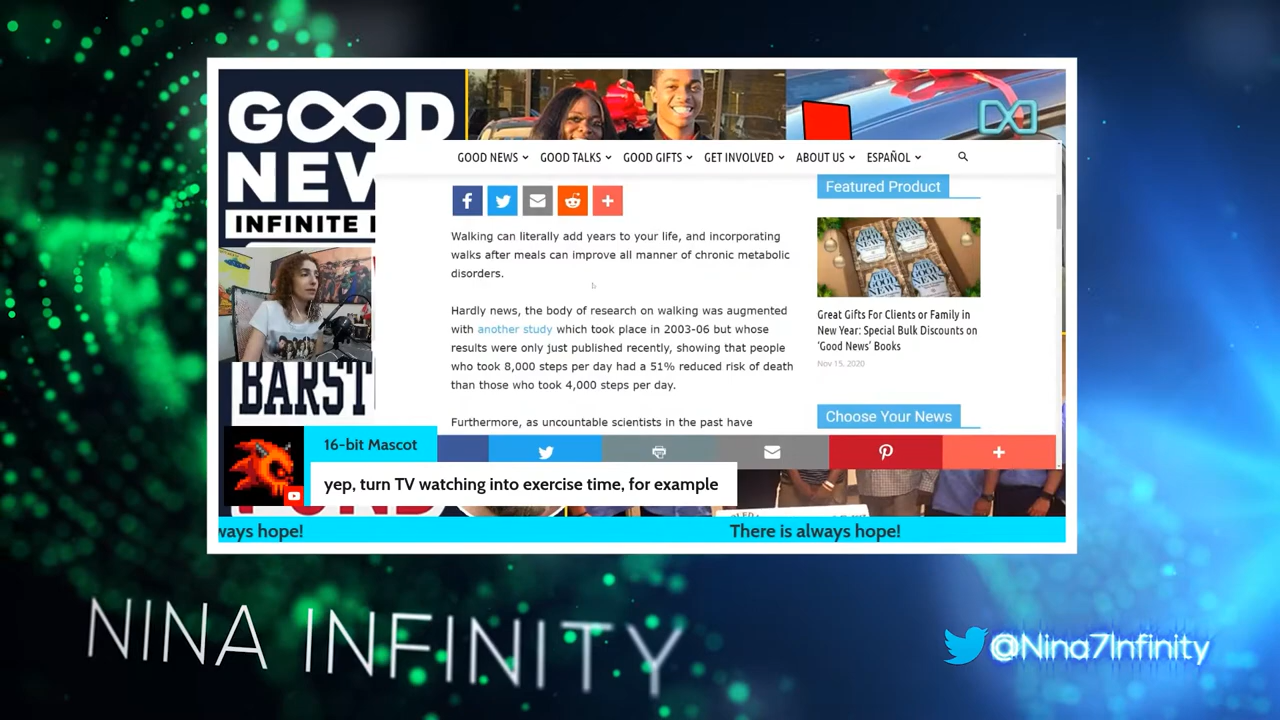 GOOD
NEW
INFINITE
GOOD NEWS GOOD TALKS GOOD GIFTS GET INVOLVED ABOUT US ESPAÑOL
Featured Product
Walking can literally add years to your life, and incorporating
walks after meals can improve all manner of chronic metabolic
disorders.
Hardly news, the body of research on walking was augmented
with another study which took place in 2003-06 but whose
results were only just published recently, showing that people
who took 8,000 steps per day had a 51% reduced risk of death
than those who took 4,000 steps per day.
Furthermore, as uncountable scientists in the past have
Great Gifts For Clients or Family in
New Year: Special Bulk Discounts on
‘Good News’ Books
Nov 15, 2020
Choose Your News
BARST
FUND
16-bit Mascot
yep, turn TV watching into exercise time, for example
ways hope!
There is always hope!
NINA INFINITY
@Nina7Infinity